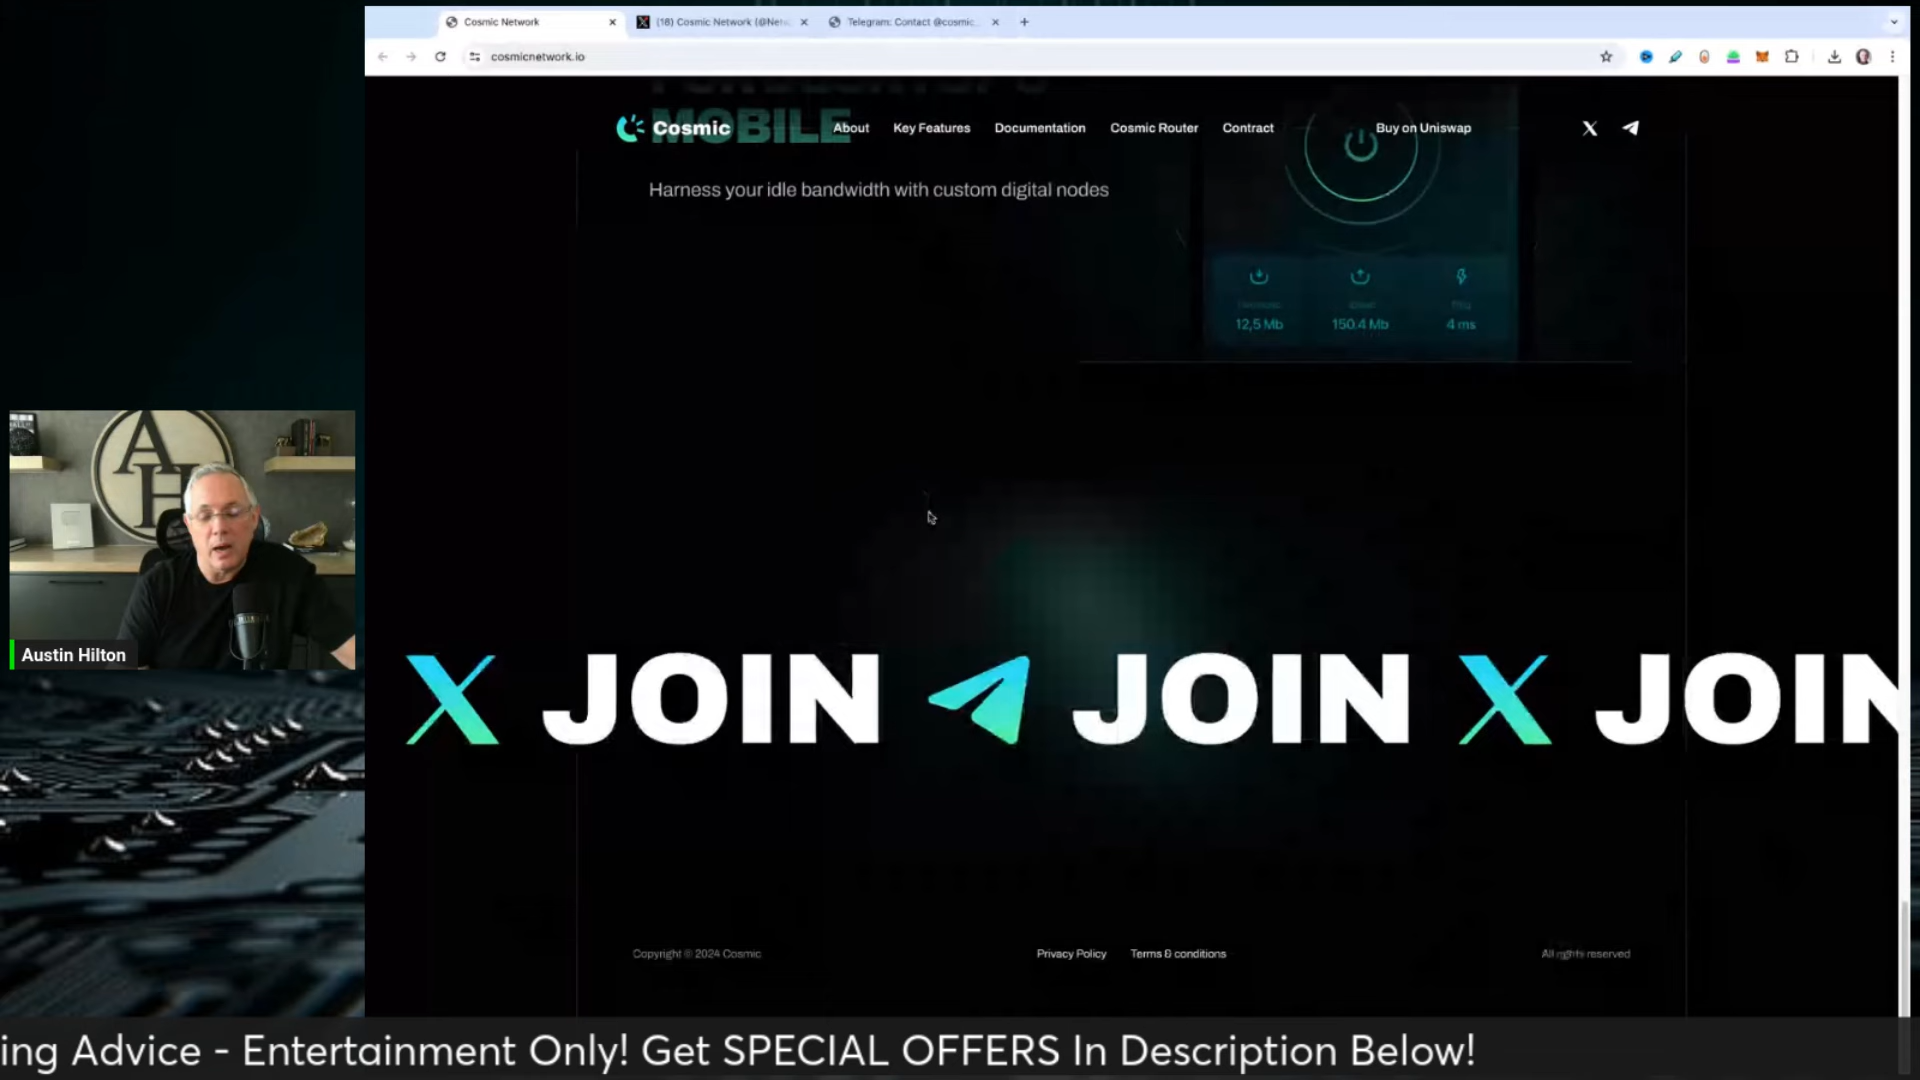 Cosmic Network
(18) Cosmic Network (@Net
Telegram: Contact @cosmic
cosmicnetwork.io
MOBILE
Cosmic
About
Key Features
Documentation
Cosmic Router
Contract
Buy on Uniswap
Harness your idle bandwidth with custom digital nodes
12,5 Mb
150.4 Mb
4 ms
AH
Austin Hilton
X JOIN JOIN X JOIN
Copyright © 2024 Cosmic
Privacy Policy
Terms & conditions
All rights reserved
ing Advice - Entertainment Only! Get SPECIAL OFFERS In Description Below!